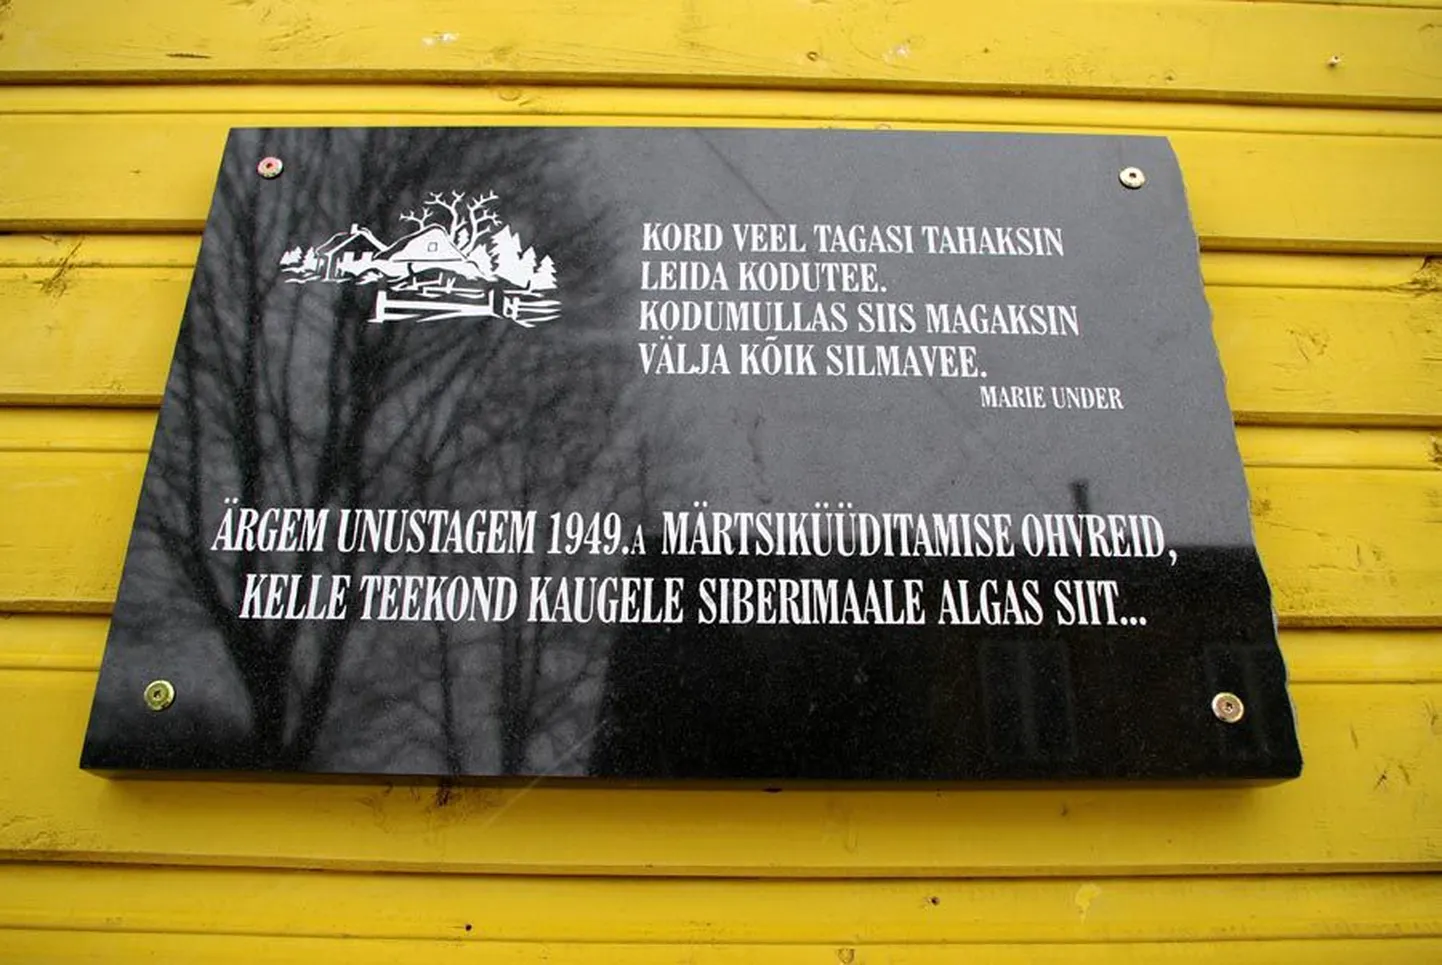 KORD VEEL TAGASI TAHAKSIN
LEIDA KODUTEE.
KODUMULLAS SIIS MAGAKSIN
VÄLJA KÕIK SILMAVEE.
MARIE UNDER
ÄRGEM UNUSTAGEM 1949.A MÄRTSIKÜÜDITAMISE OHVREID,
KELLE TEEKOND KAUGELE SIBERIMAALE ALGAS SIIT...